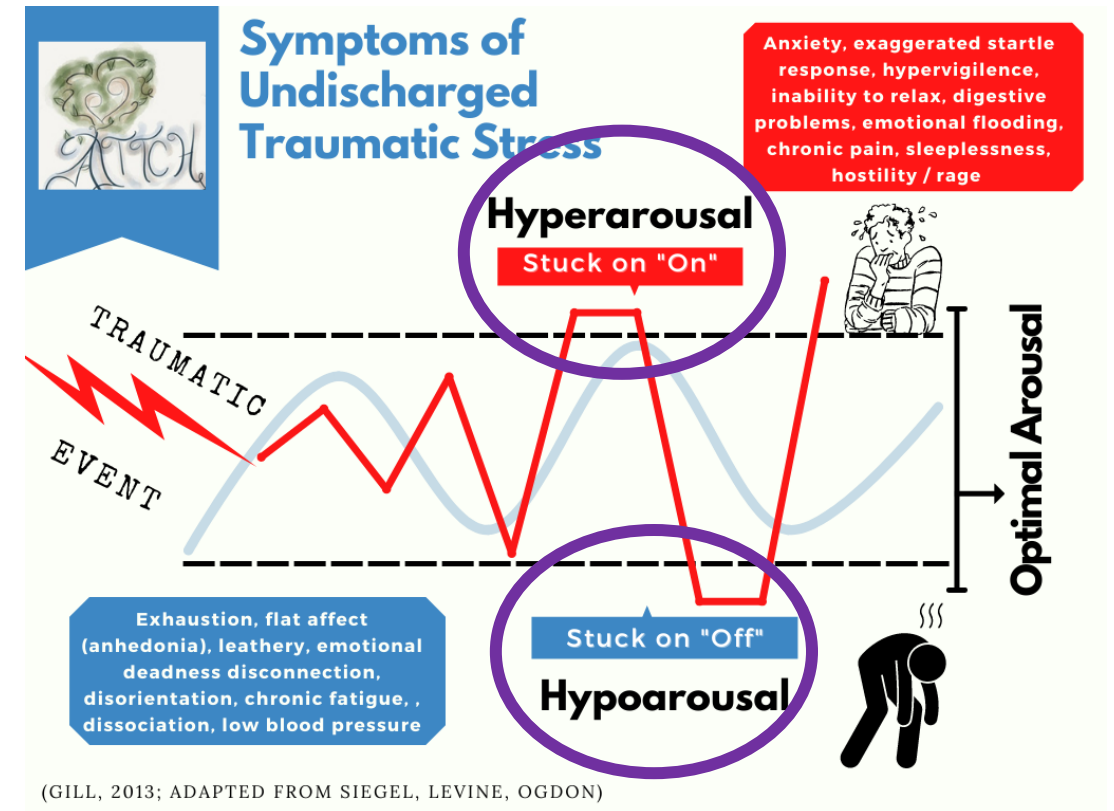 ATTCH
Symptoms of
Undischarged
Traumatic Stress
Anxiety, exaggerated startle
response, hypervigilence,
inability to relax, digestive
problems, emotional flooding,
chronic pain, sleeplessness,
hostility / rage
Hyperarousal
Stuck on "On"
TRAUMATIC
EVENT
Optimal Arousal
Exhaustion, flat affect
(anhedonia), leathery, emotional
deadness disconnection,
disorientation, chronic fatigue, ,
dissociation, low blood pressure
Stuck on "Off"
Hypoarousal
(GILL, 2013; ADAPTED FROM SIEGEL, LEVINE, OGDON)